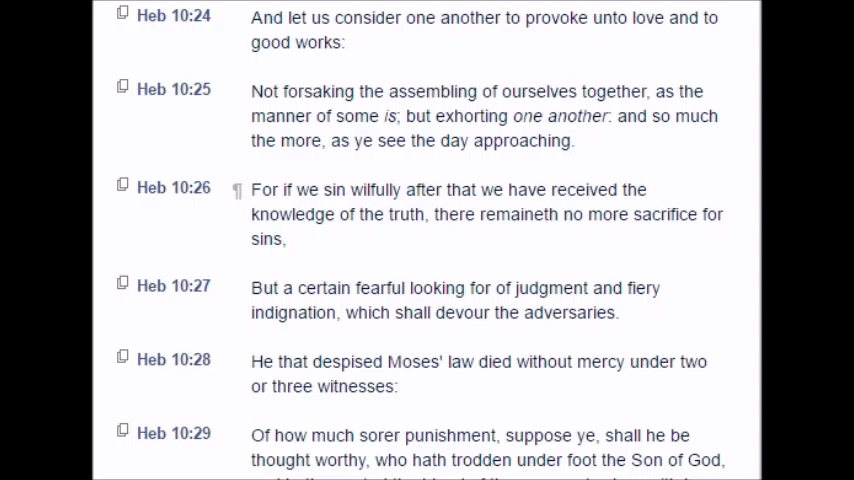 Heb 10:24 And let us consider one another to provoke unto love and to
good works:
Heb 10:25 Not forsaking the assembling of ourselves together, as the
manner of some is; but exhorting one another: and so much
the more, as ye see the day approaching.
Heb 10:26 ¶ For if we sin wilfully after that we have received the
knowledge of the truth, there remaineth no more sacrifice for
sins,
Heb 10:27 But a certain fearful looking for of judgment and fiery
indignation, which shall devour the adversaries.
Heb 10:28 He that despised Moses' law died without mercy under two
or three witnesses:
Heb 10:29 Of how much sorer punishment, suppose ye, shall he be
thought worthy, who hath trodden under foot the Son of God,